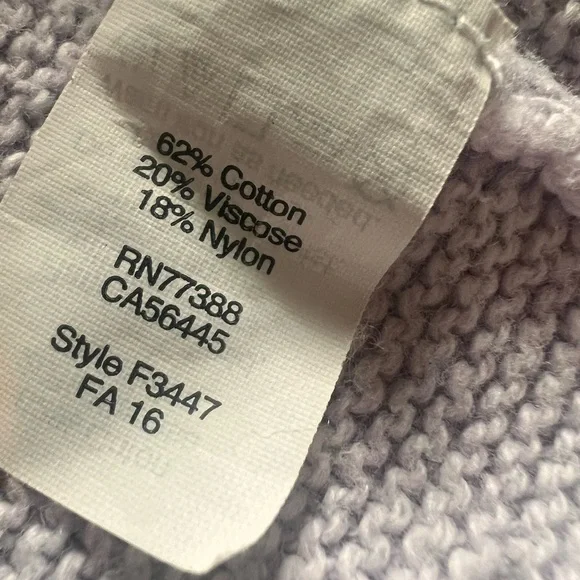 62% Cotton
20% Viscose
18% Nylon
RN77388
CA56445
Style F3447
FA 16